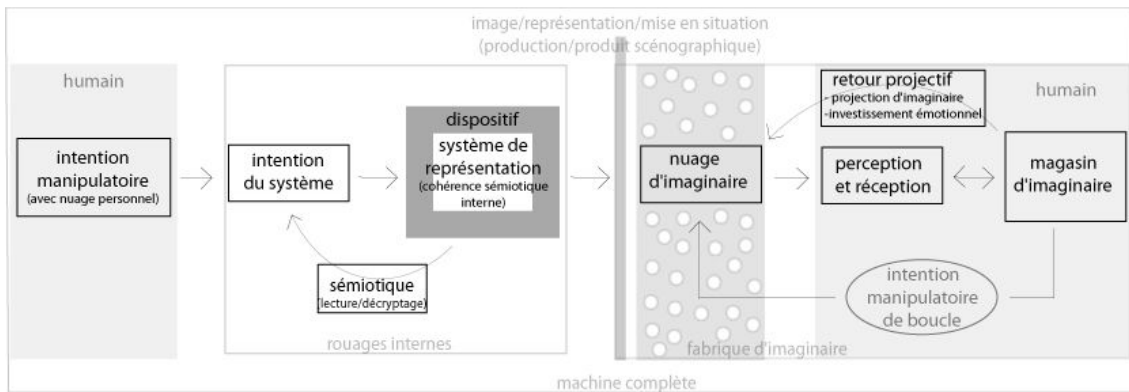 image/représentation/mise en situation
(production/produit scénographique)
humain
intention
manipulatoire
(avec nuage personnel)
intention
du système
dispositif
système de
représentation
(cohérence sémiotique
interne)
sémiotique
(lecture/décryptage)
rouages internes
nuage
d'imaginaire
retour projectif
- projection d'imaginaire
-investissement émotionnel
perception
et réception
humain
magasin
d'imaginaire
intention
manipulatoire
de boucle
fabrique d'imaginaire
machine complète